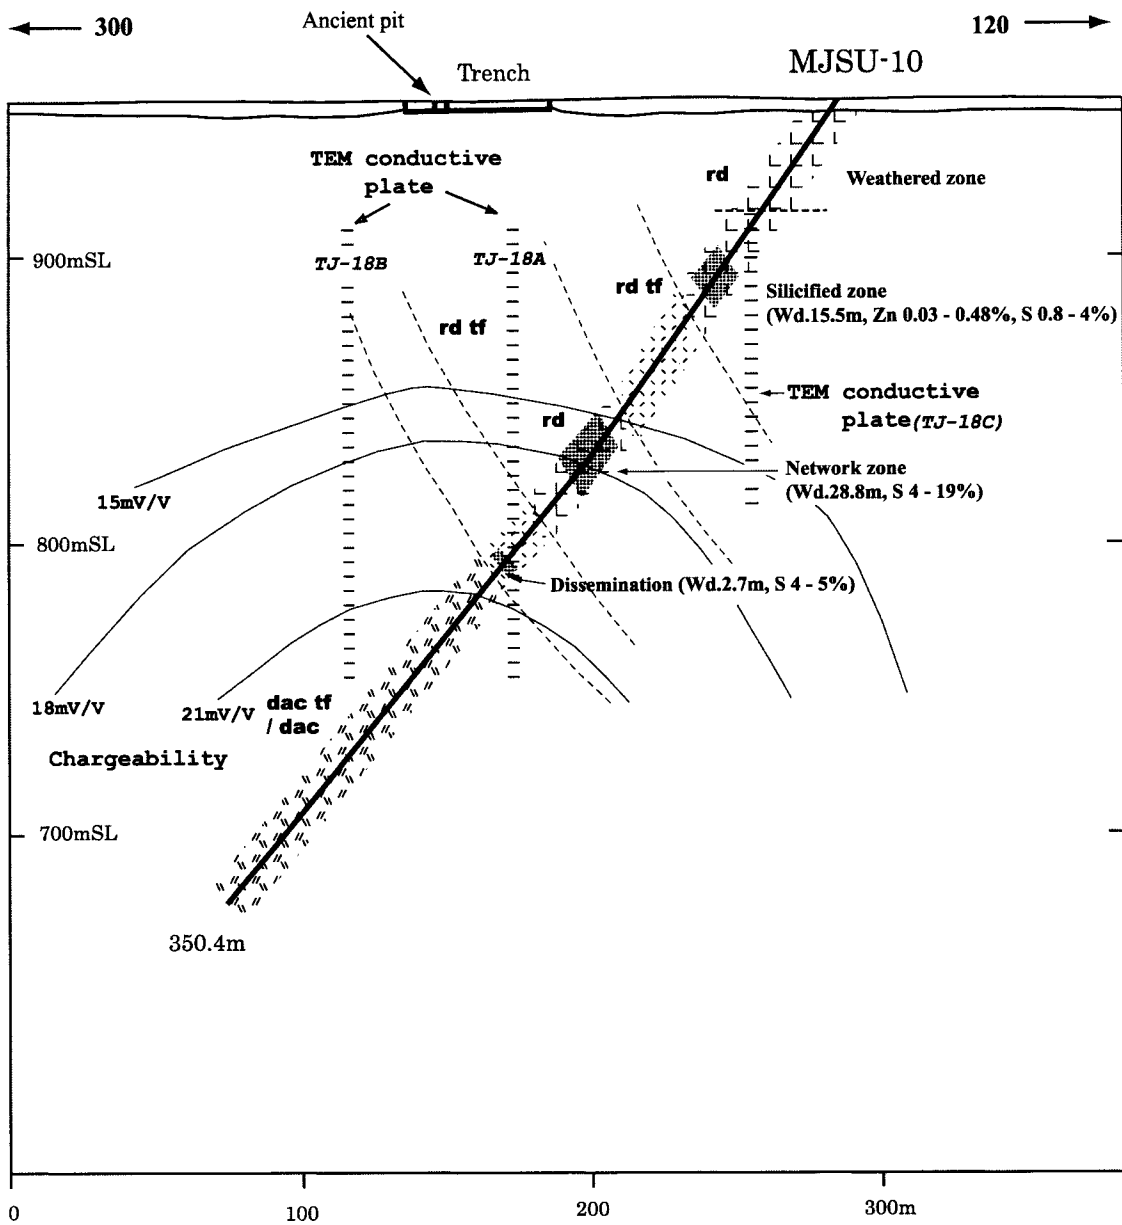 300
Ancient pit
120
Trench
MJSU-10
TEM conductive
plate
rd
Weathered zone
900mSL
TJ-18B
TJ-18A
rd tf
Silicified zone
(Wd.15.5m, Zn 0.03 - 0.48%, S 0.8 - 4%)
rd tf
TEM conductive
plate(TJ-18C)
rd
Network zone
(Wd.28.8m, S 4 - 19%)
15mV/V
800mSL
Dissemination (Wd.2.7m, S 4 - 5%)
18mV/V
21mV/V
dac tf
/ dac
Chargeability
700mSL
350.4m
0
100
200
300m